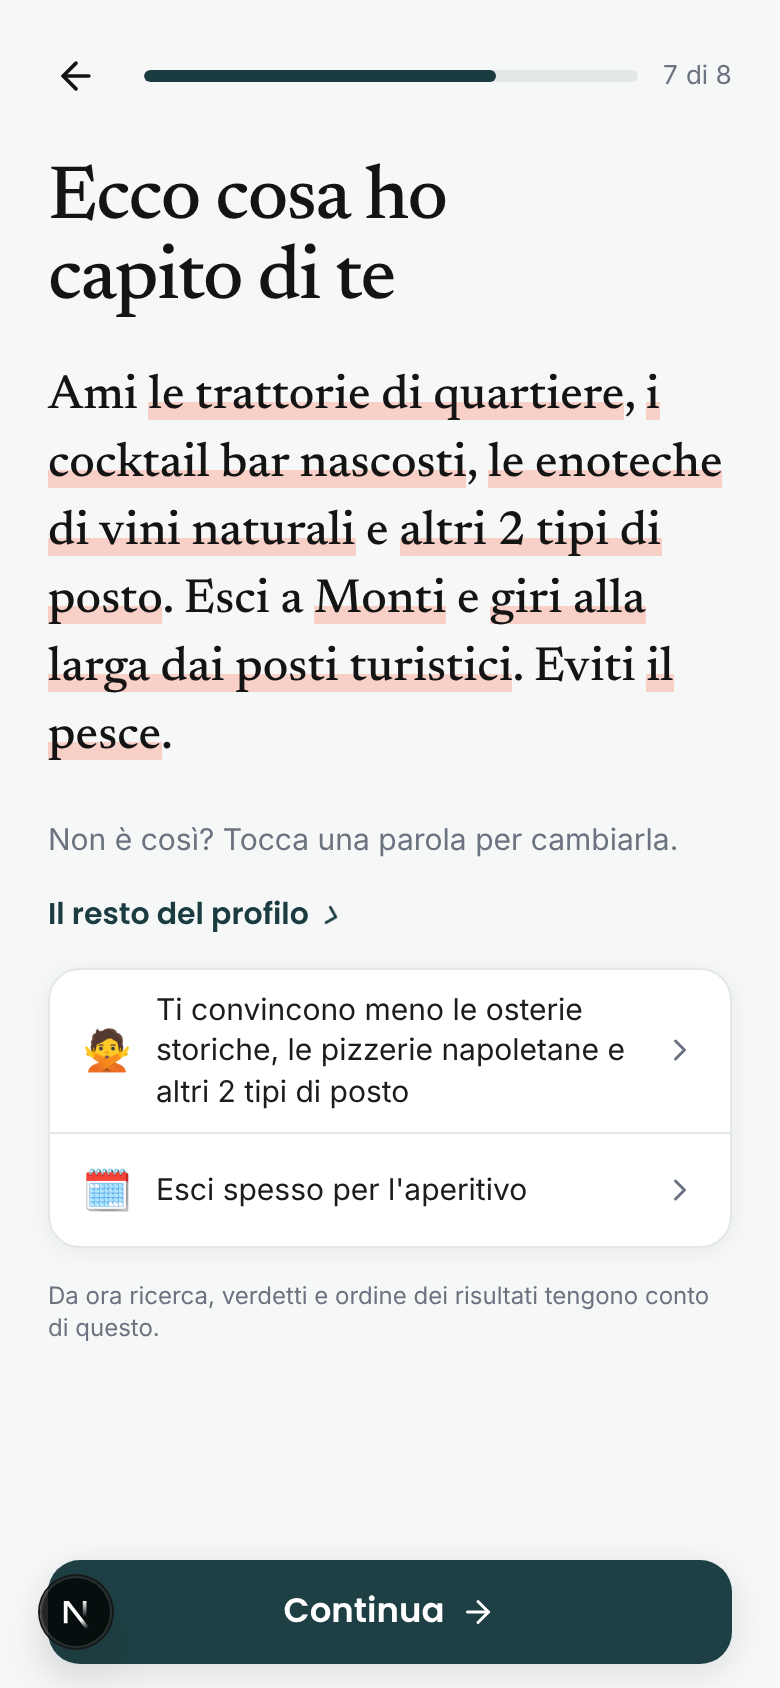 7 di 8
Ecco cosa ho
capito di te
Ami le trattorie di quartiere, i
cocktail bar nascosti, le enoteche
di vini naturali e altri 2 tipi di
posto. Esci a Monti e giri alla
larga dai posti turistici. Eviti il
pesce.
Non è così? Tocca una parola per cambiarla.
Il resto del profilo
Ti convincono meno le osterie
storiche, le pizzerie napoletane e
altri 2 tipi di posto
Esci spesso per l'aperitivo
Da ora ricerca, verdetti e ordine dei risultati tengono conto
di questo.
N
Continua